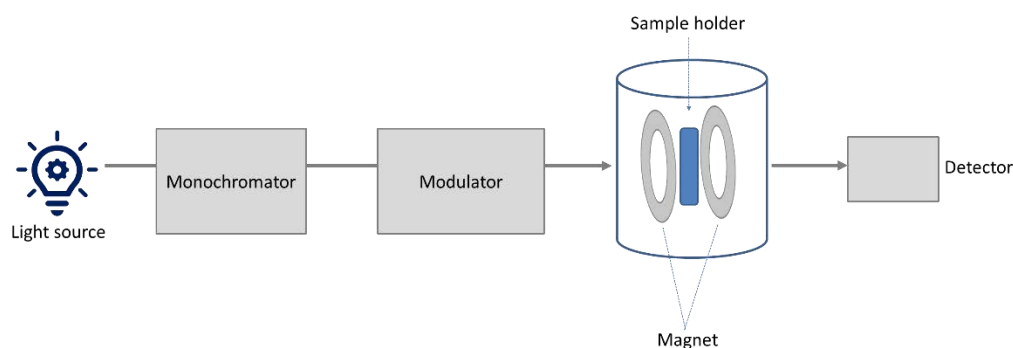 Sample holder
Monochromator
Modulator
Detector
Light source
Magnet